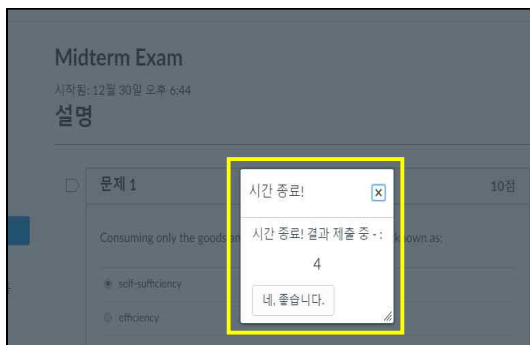 Midterm Exam
시작됨: 12월 30일 오후 6:44
설명
문제 1
10점
시간 종료!
x
시간 종료! 결과 제출 중 - :
4
네, 좋습니다.
Consuming only the goods an
own as:
self-sufficiency
efficiency